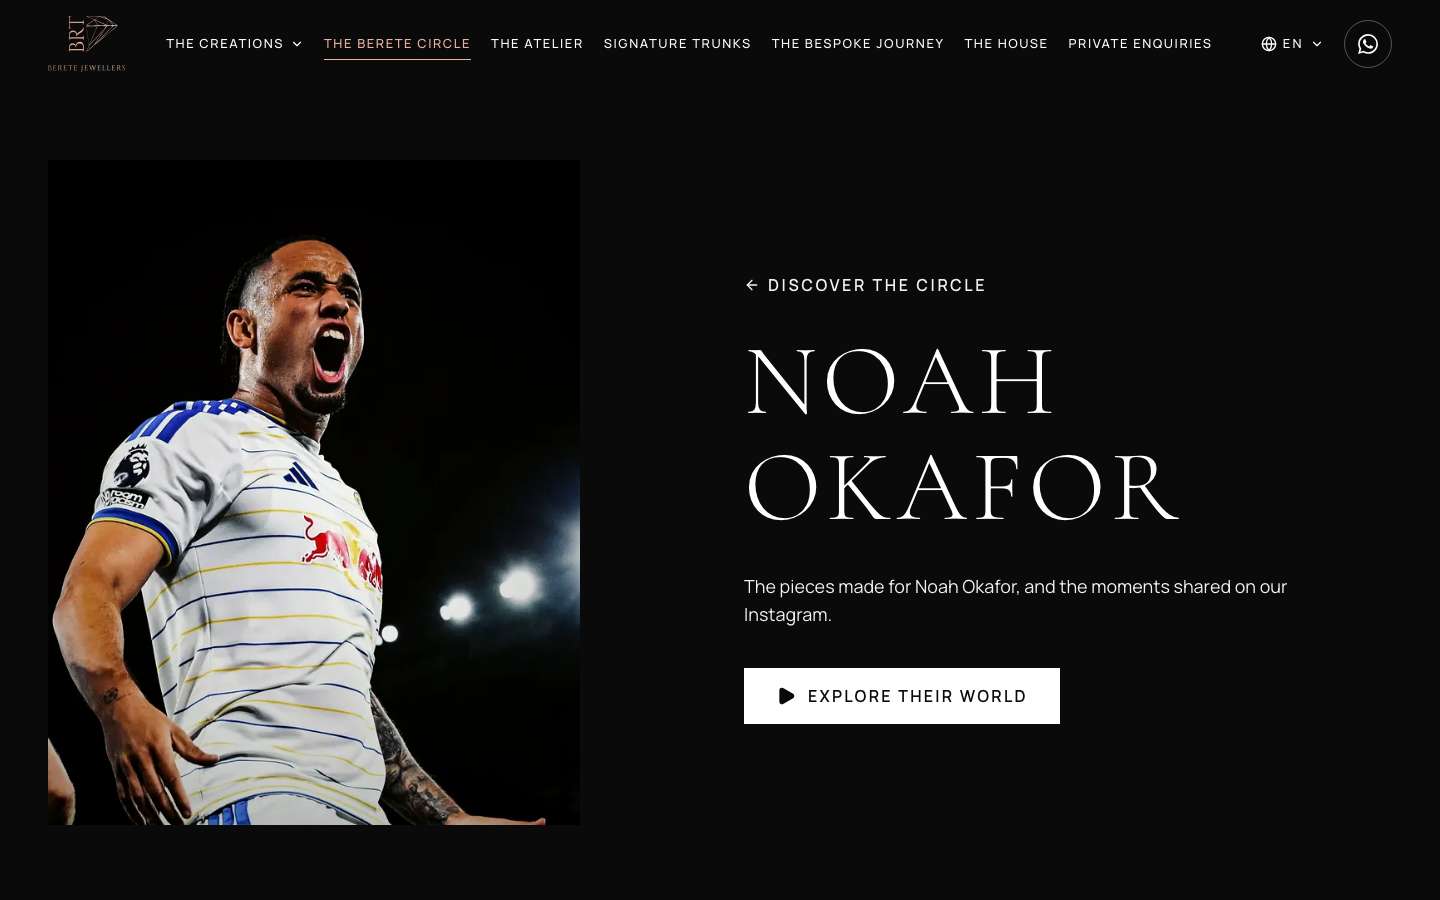 BRT
BERETE JEWELLERS
THE CREATIONS
THE BERETE CIRCLE
THE ATELIER
SIGNATURE TRUNKS
THE BESPOKE JOURNEY
THE HOUSE
PRIVATE ENQUIRIES
EN
DISCOVER THE CIRCLE
NOAH
OKAFOR
The pieces made for Noah Okafor, and the moments shared on our
Instagram.
EXPLORE THEIR WORLD
room